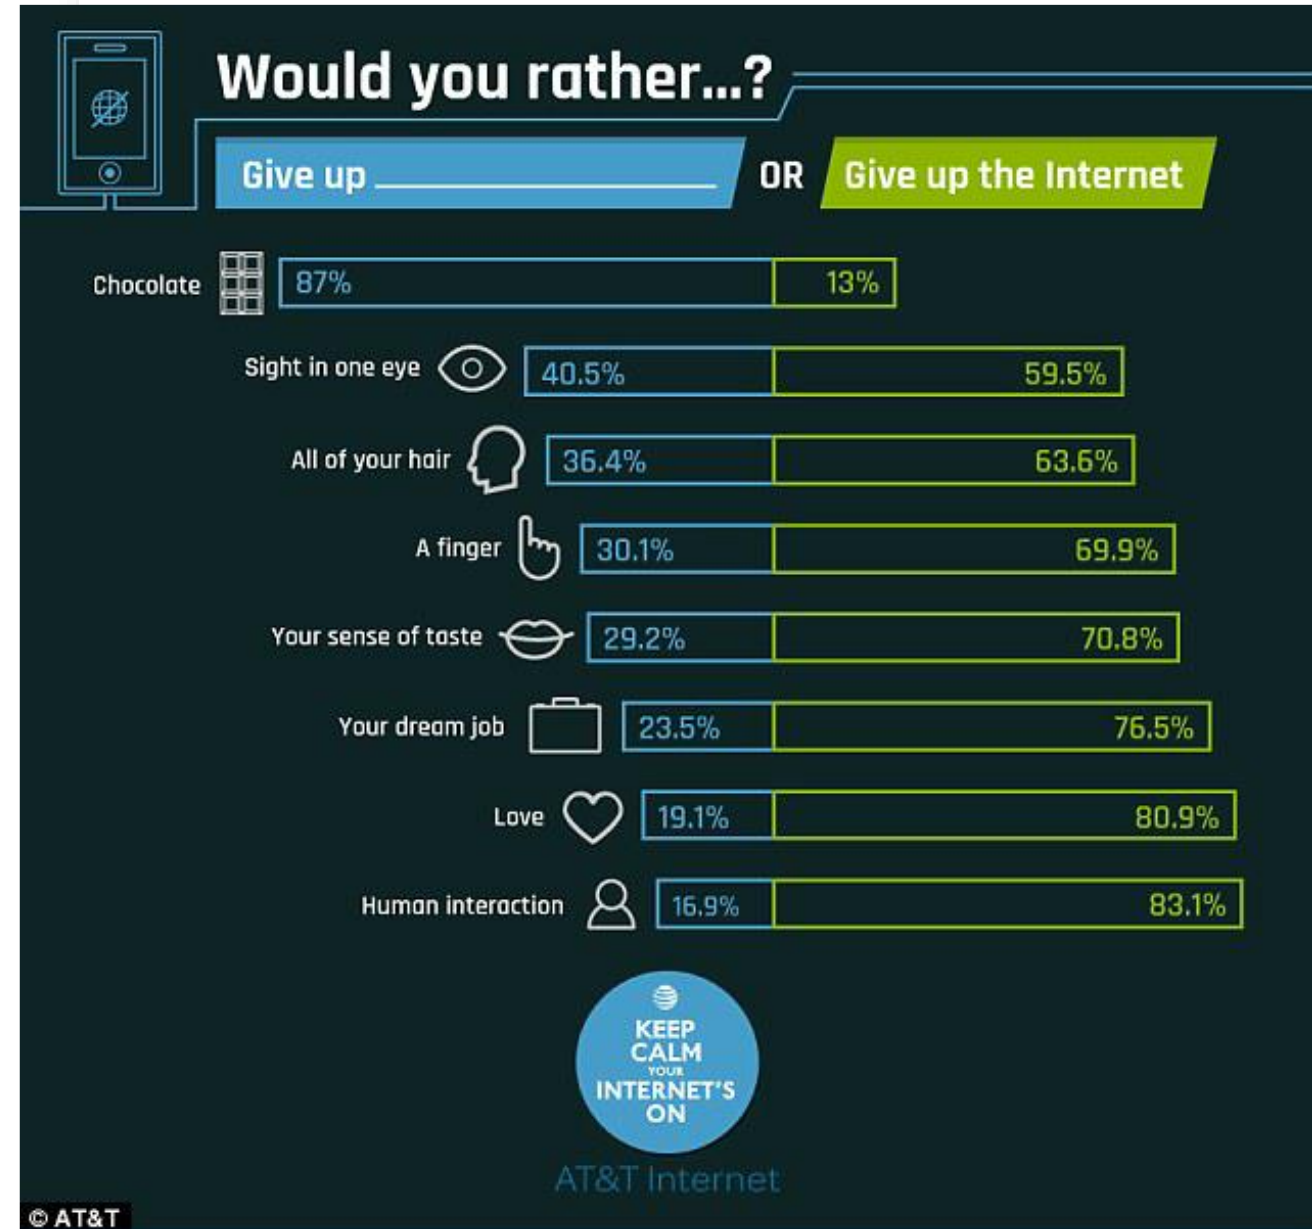 Would you rather...?
Give up ____________ OR Give up the Internet
Chocolate 87% 13%
Sight in one eye 40.5% 59.5%
All of your hair 36.4% 63.6%
A finger 30.1% 69.9%
Your sense of taste 29.2% 70.8%
Your dream job 23.5% 76.5%
Love 19.1% 80.9%
Human interaction 16.9% 83.1%
KEEP
CALM
YOUR
INTERNET'S
ON
AT&T Internet
© AT&T